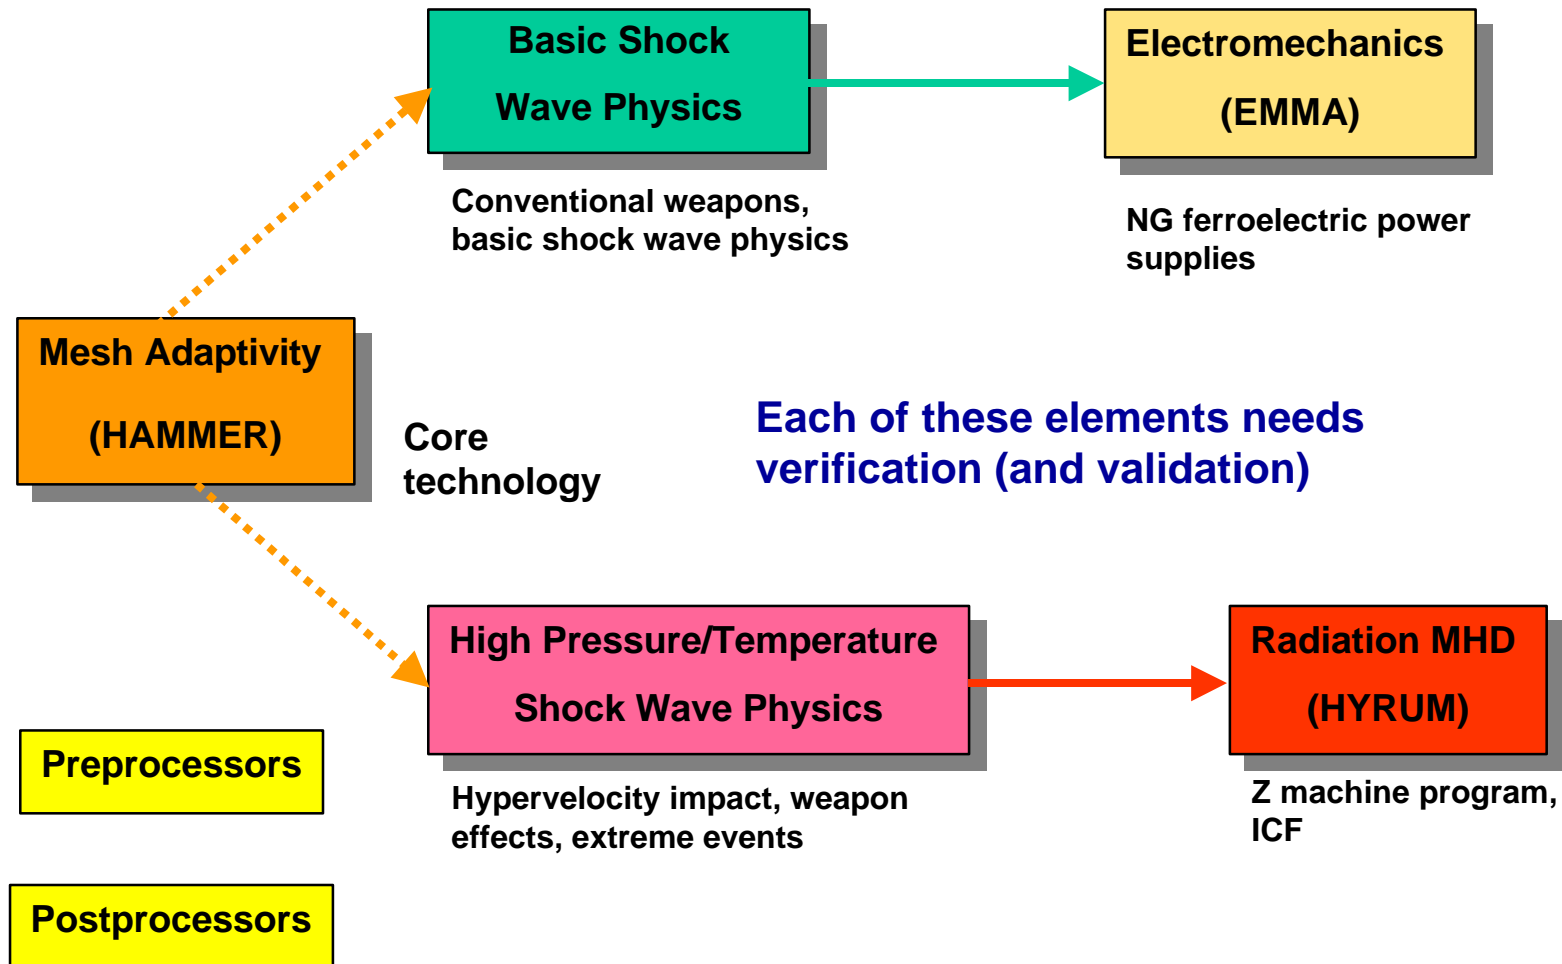 Basic Shock
Wave Physics
Electromechanics
(EMMA)
Conventional weapons,
basic shock wave physics
NG ferroelectric power
supplies
Mesh Adaptivity
(HAMMER)
Core
technology
Each of these elements needs
verification (and validation)
High Pressure/Temperature
Shock Wave Physics
Radiation MHD
(HYRUM)
Preprocessors
Hypervelocity impact, weapon
effects, extreme events
Z machine program,
ICF
Postprocessors